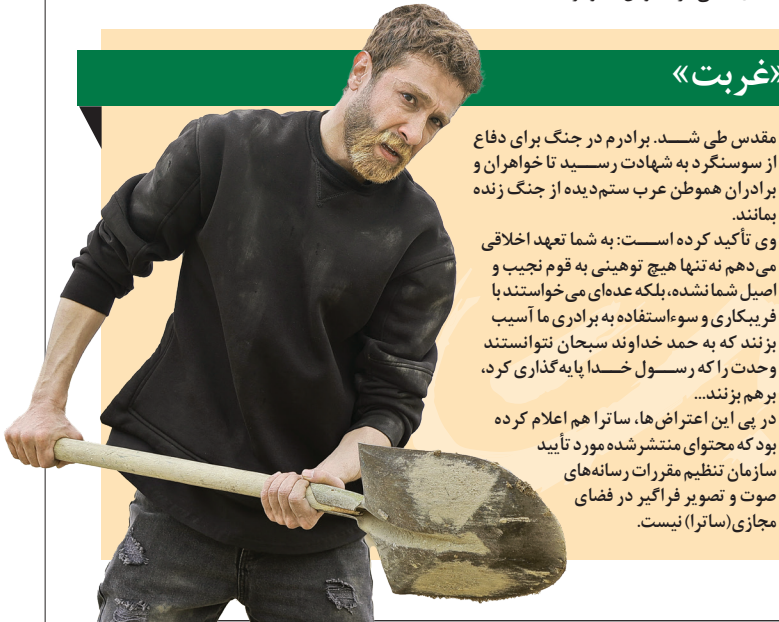 «غربت»
مقدس طی شد. برادرم در جنگ برای دفاع
از سوسنگرد به شهادت رسید تا خواهران و
برادران هموطن عرب ستم‌دیده از جنگ زنده
بمانند.
وی تأکید کرده است: به شما تعهد اخلاقی
می‌دهم نه‌تنها هیچ توهینی به قوم نجیب و
اصیل شما نشده، بلکه عده‌ای می‌خواستند با
فریبکاری و سوءاستفاده به برادری ما آسیب
بزنند که به حمد خداوند سبحان نتوانستند
وحدت را که رسول خدا پایه‌گذاری کرد،
برهم بزنند...
در پی این اعتراض‌ها، ساترا هم اعلام کرده
بود که محتوای منتشرشده مورد تأیید
سازمان تنظیم مقررات رسانه‌های
صوت و تصویر فراگیر در فضای
مجازی(ساترا) نیست.